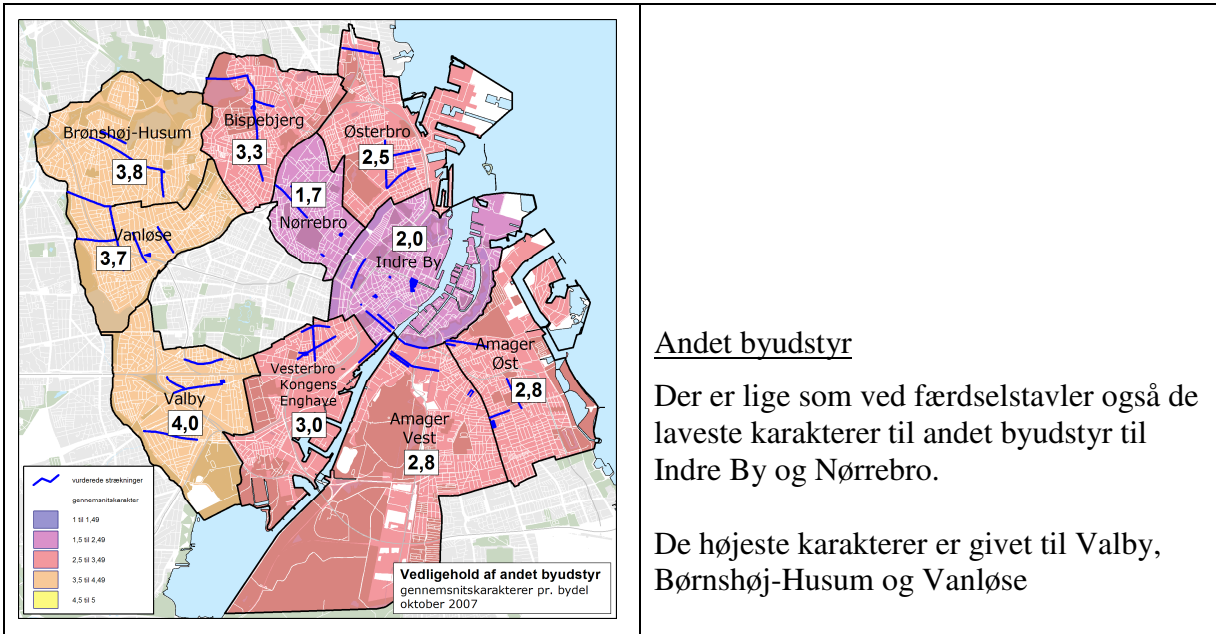 Brønshøj-Husum
3,8
Bispebjerg
3,3
Østerbro
2,5
1,7
Nørrebro
Vanløse
3,7
2,0
Indre By
Vesterbro -
Kongens
Enghave
3,0
Valby
4,0
Amager
Øst
2,8
Amager
Vest
2,8
vurderede strækninger
gennemsnitskarakter
1 til 1,49
1,5 til 2,49
2,5 til 3,49
3,5 til 4,49
4,5 til 5
Vedligehold af andet byudstyr
gennemsnitskarakterer pr. bydel
oktober 2007
Andet byudstyr
Der er lige som ved færdselstavler også de
laveste karakterer til andet byudstyr til
Indre By og Nørrebro.
De højeste karakterer er givet til Valby,
Børnshøj-Husum og Vanløse